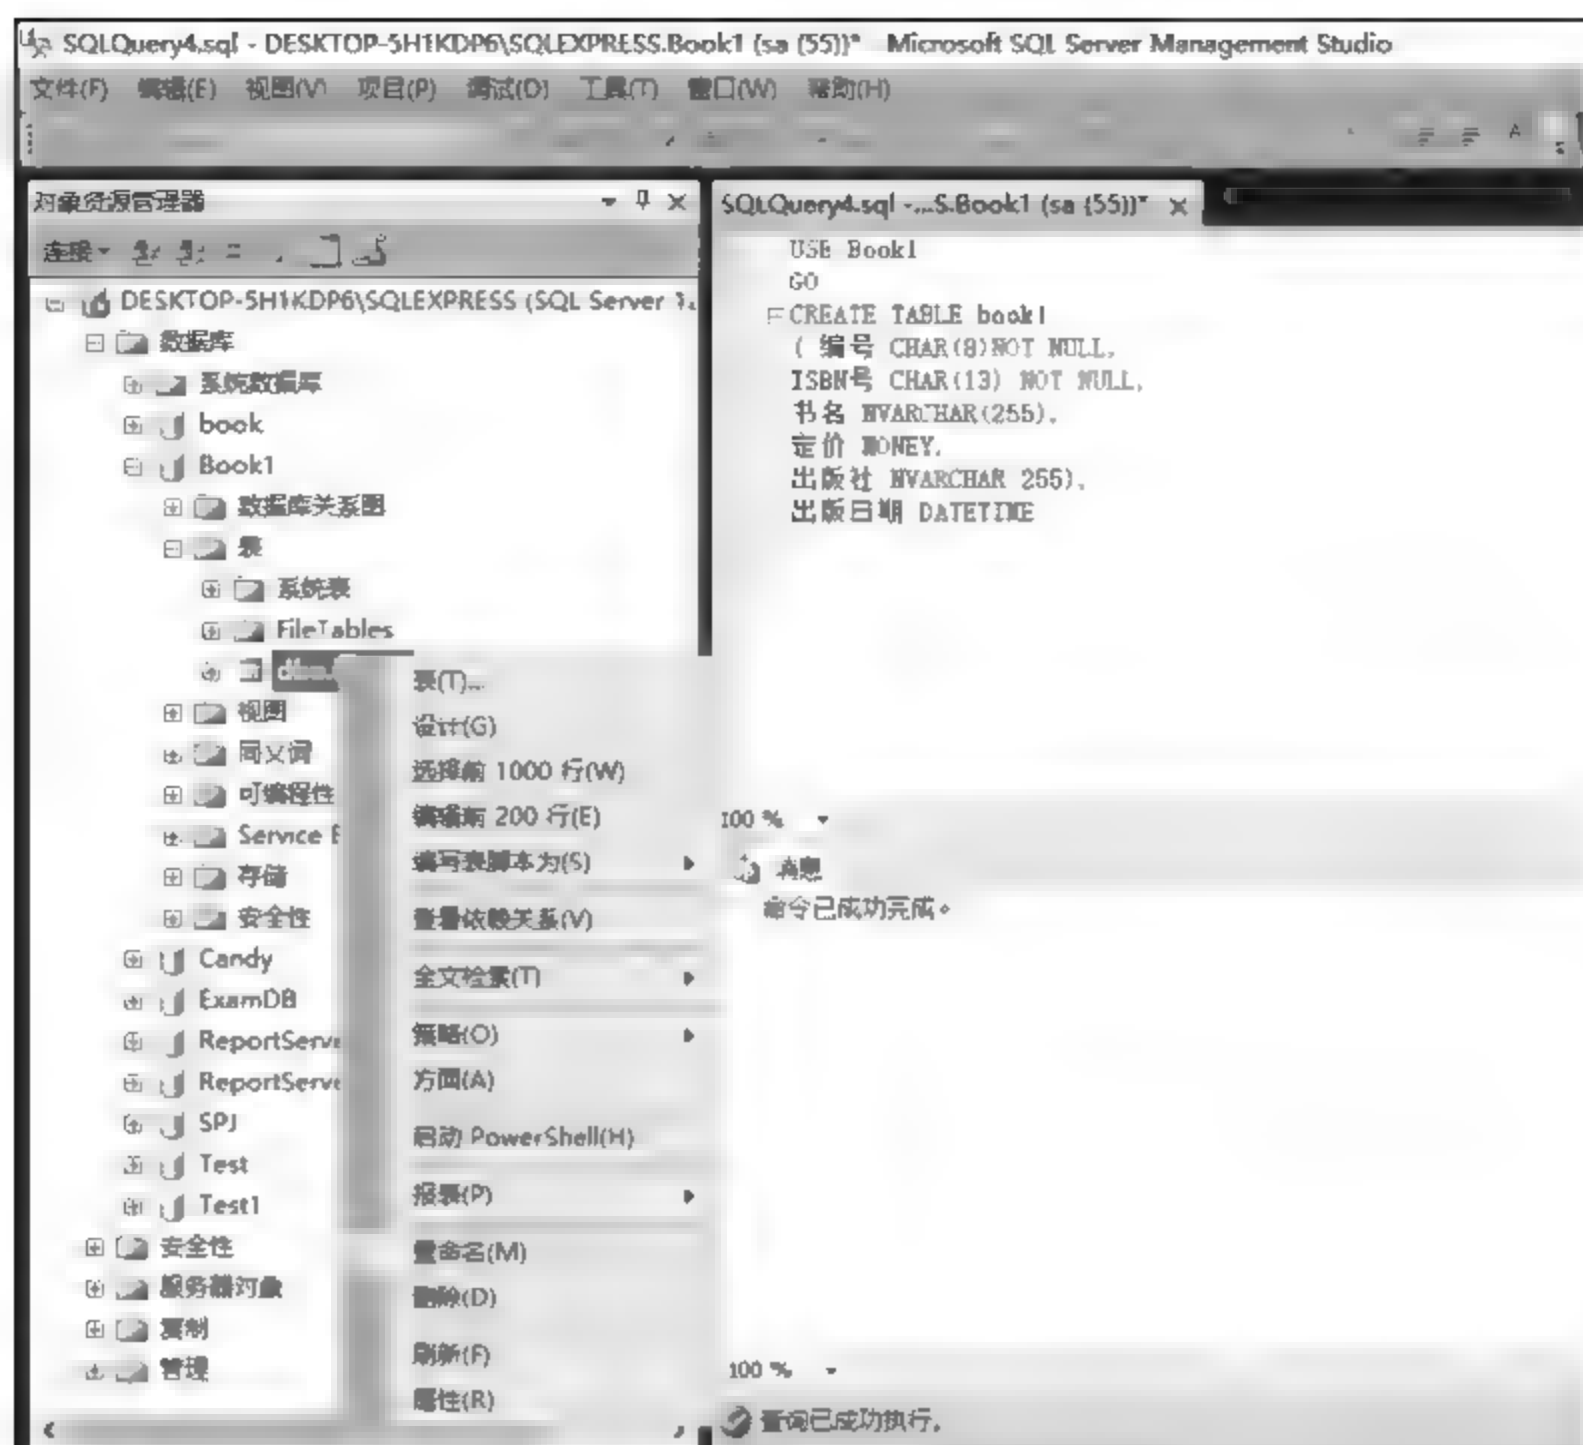 SQLQuery4.sql - DESKTOP-5H1KDP6\SQLEXPRESS.Book1 (sa (55))* Microsoft SQL Server Management Studio
文件(F) 编辑(E) 视图(V) 项目(P) 调试(D) 工具(T) 窗口(W) 帮助(H)
对象资源管理器
连接
DESKTOP-5H1KDP6\SQLEXPRESS (SQL Server 1
数据库
系统数据库
book
Book1
数据库关系图
表
系统表
FileTables
视图
同义词
可编程性
Service
存储
安全性
Candy
ExamDB
ReportServe
ReportServe
SPJ
Test
Test1
安全性
服务器对象
复制
管理
表(T)...
设计(G)
选择前 1000 行(W)
编辑前 200 行(E)
编写表脚本为(S)
查看依赖关系(V)
全文检索(T)
策略(O)
方面(A)
启动 PowerShell(H)
报表(P)
重命名(M)
删除(D)
刷新(F)
属性(R)
SQLQuery4.sql -...S.Book1 (sa (55))*
USE Book1
GO
CREATE TABLE book1
( 编号 CHAR(8)NOT NULL,
ISBN号 CHAR(13) NOT NULL,
书名 NVARCHAR(255),
定价 MONEY,
出版社 NVARCHAR 255),
出版日期 DATETIME
100 %
消息
命令已成功完成。
100 %
查询已成功执行。